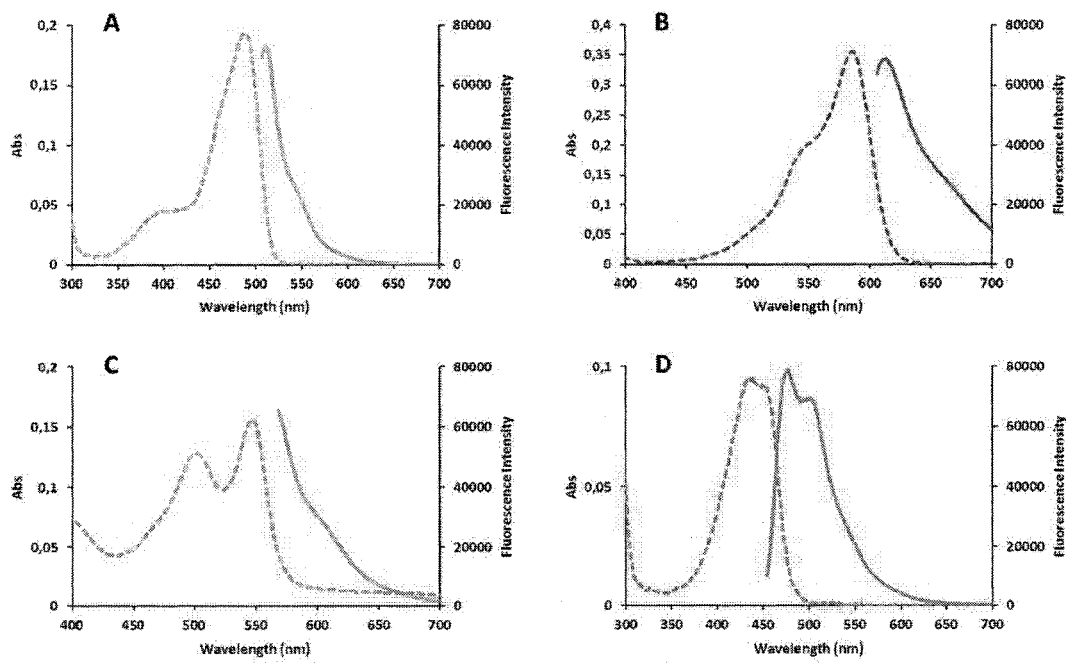 A
0,2
0,15
0,1
0,05
0
Abs
80000
60000
40000
20000
0
Fluorescence Intensity
300 350 400 450 500 550 600 650 700
Wavelength (nm)
B
0,4
0,35
0,3
0,25
0,2
0,15
0,1
0,05
0
Abs
80000
60000
40000
20000
0
Fluorescence Intensity
400 450 500 550 600 650 700
Wavelength (nm)
C
0,2
0,15
0,1
0,05
0
Abs
80000
60000
40000
20000
0
Fluorescence Intensity
400 450 500 550 600 650 700
Wavelength (nm)
D
0,1
0,05
0
Abs
80000
60000
40000
20000
0
Fluorescence Intensity
300 350 400 450 500 550 600 650 700
Wavelength (nm)